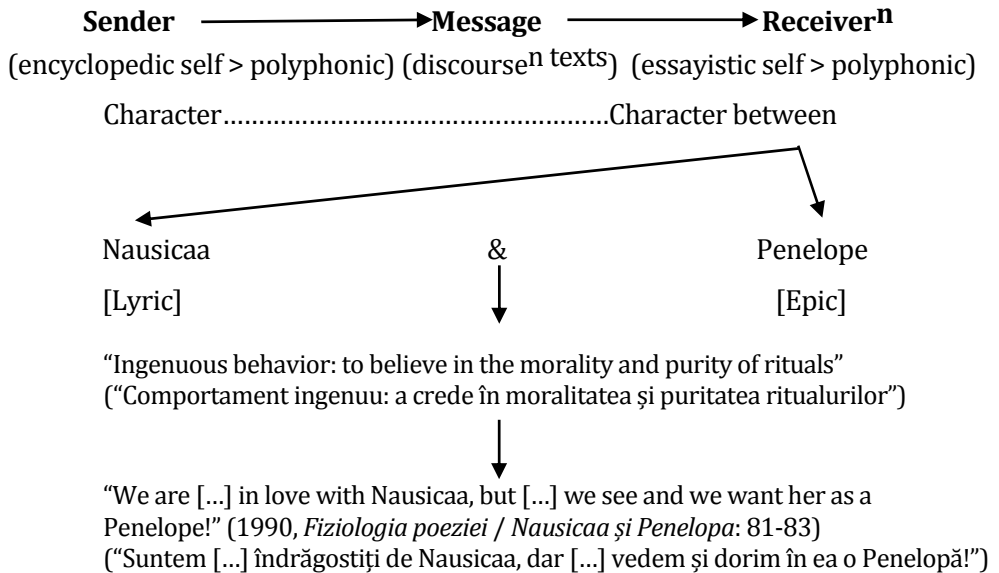 Sender Message Receiverⁿ
(encyclopedic self > polyphonic) (discourseⁿ ᵗᵉˣᵗˢ) (essayistic self > polyphonic)
Character……………………………………………Character between
Nausicaa & Penelope
[Lyric] [Epic]
“Ingenuous behavior: to believe in the morality and purity of rituals”
(“Comportament ingenuu: a crede în moralitatea și puritatea ritualurilor”)
“We are […] in love with Nausicaa, but […] we see and we want her as a
Penelope!” (1990, Fiziologia poeziei / Nausicaa și Penelopa: 81-83)
(“Suntem […] îndrăgostiți de Nausicaa, dar […] vedem și dorim în ea o Penelopă!”)